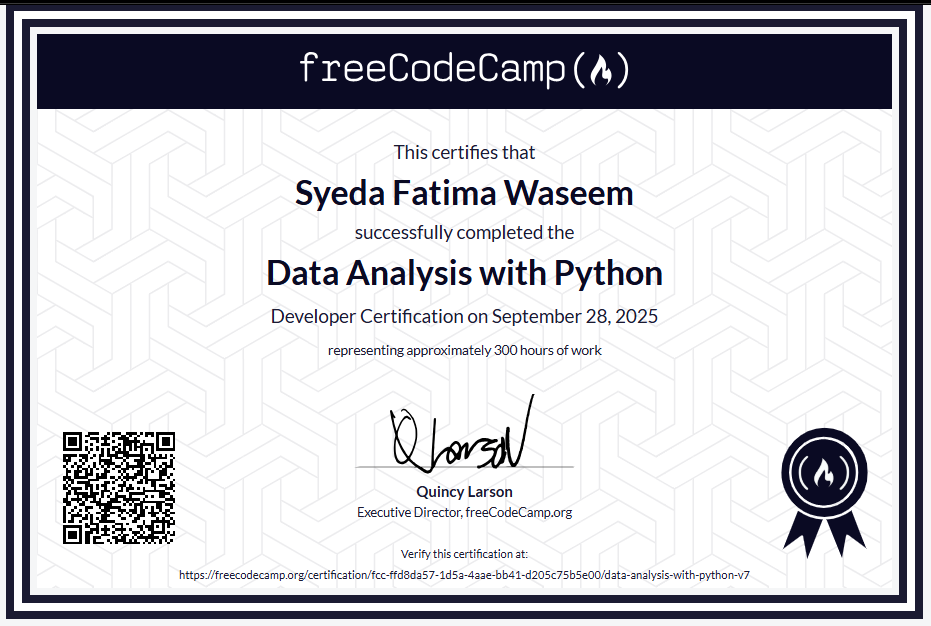 freeCodeCamp
This certifies that
Syeda Fatima Waseem
successfully completed the
Data Analysis with Python
Developer Certification on September 28, 2025
representing approximately 300 hours of work
Quincy Larson
Executive Director, freeCodeCamp.org
Verify this certification at:
https://freecodecamp.org/certification/fcc-ffd8da57-1d5a-4aae-bb41-d205c75b5e00/data-analysis-with-python-v7